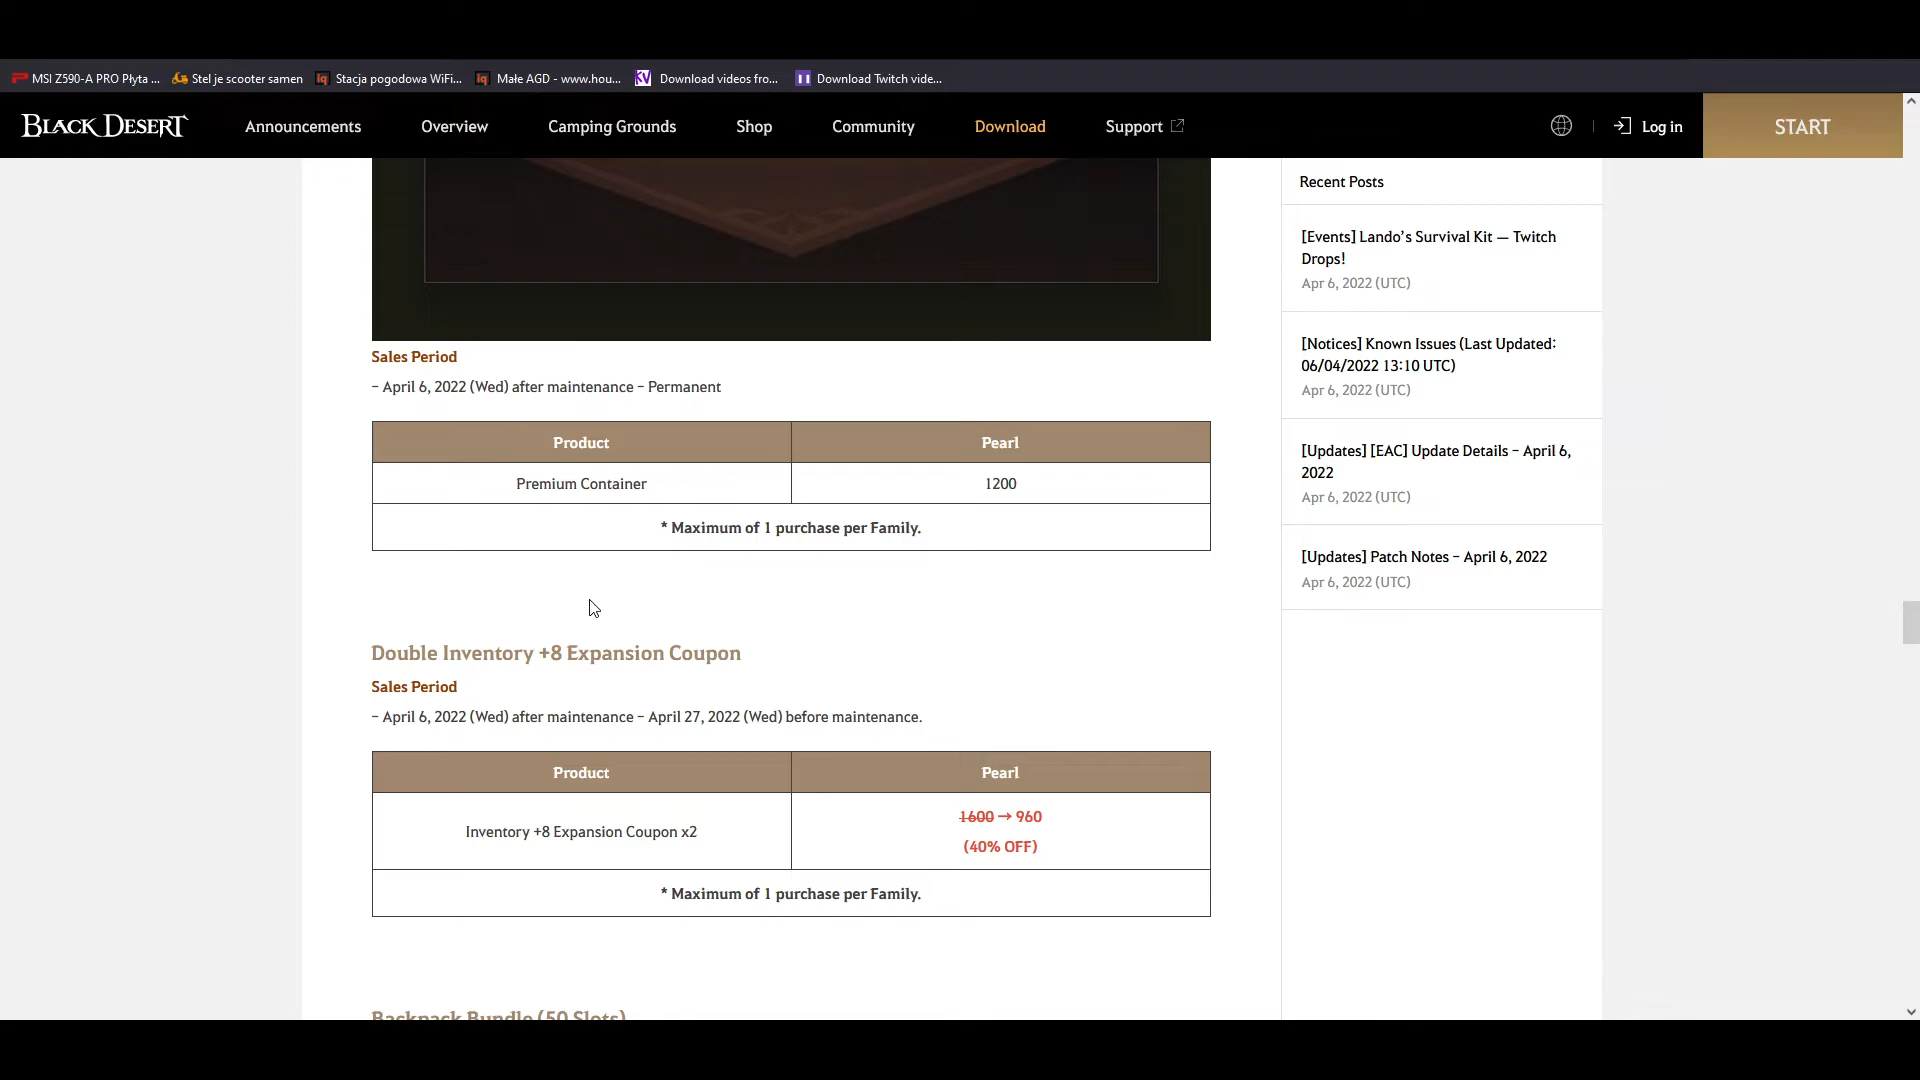 MSI Z590-A PRO Płyta ...
Stel je scooter samen
Stacja pogodowa WiFi...
Małe AGD - www.hou...
Download videos fro...
Download Twitch vide...
BLACK DESERT
Announcements
Overview
Camping Grounds
Shop
Community
Download
Support
Log in
START
Sales Period
– April 6, 2022 (Wed) after maintenance – Permanent
Product
Pearl
Premium Container
1200
* Maximum of 1 purchase per Family.
Double Inventory +8 Expansion Coupon
Sales Period
– April 6, 2022 (Wed) after maintenance – April 27, 2022 (Wed) before maintenance.
Product
Pearl
Inventory +8 Expansion Coupon x2
1600 → 960
(40% OFF)
* Maximum of 1 purchase per Family.
Backpack Bundle (50 Slots)
Recent Posts
[Events] Lando’s Survival Kit — Twitch
Drops!
Apr 6, 2022 (UTC)
[Notices] Known Issues (Last Updated:
06/04/2022 13:10 UTC)
Apr 6, 2022 (UTC)
[Updates] [EAC] Update Details – April 6,
2022
Apr 6, 2022 (UTC)
[Updates] Patch Notes – April 6, 2022
Apr 6, 2022 (UTC)